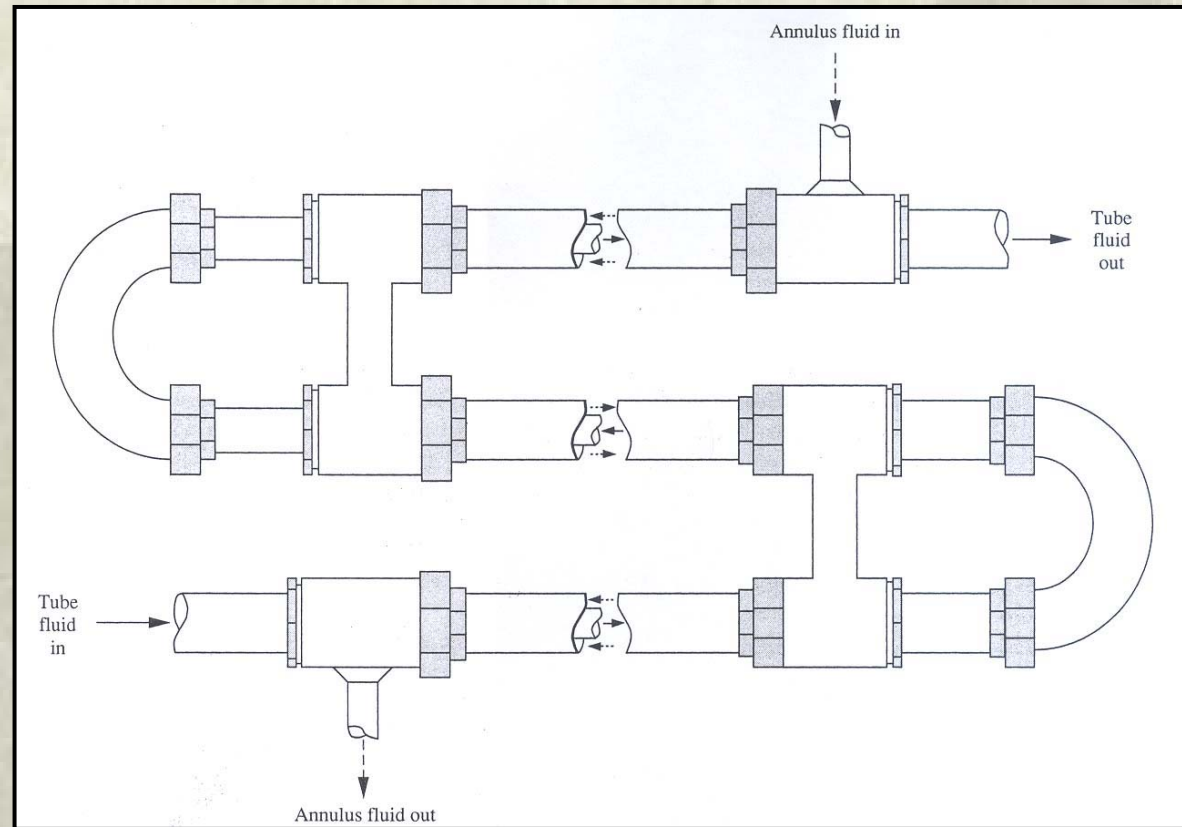 Annulus fluid in
Tube
fluid
out
Tube
fluid
in
Annulus fluid out